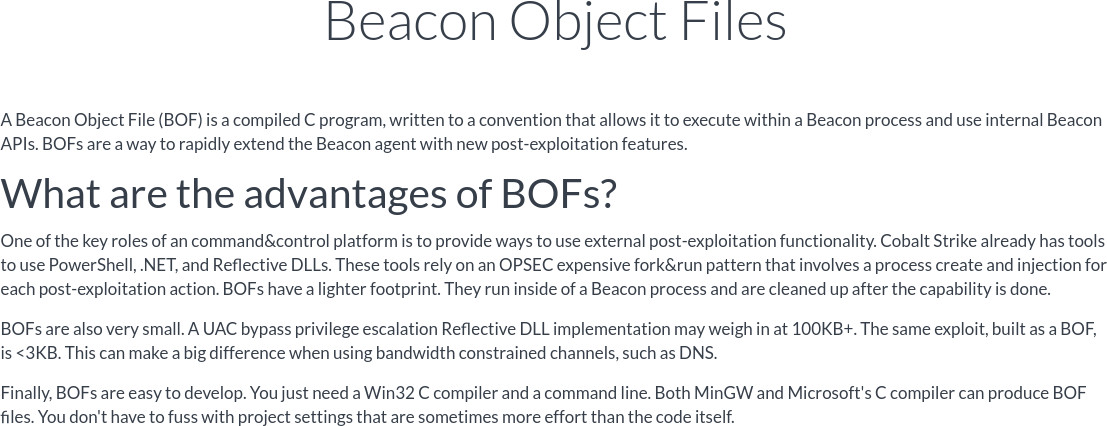 Beacon Object Files
A Beacon Object File (BOF) is a compiled C program, written to a convention that allows it to execute within a Beacon process and use internal Beacon
APIs. BOFs are a way to rapidly extend the Beacon agent with new post-exploitation features.
What are the advantages of BOFs?
One of the key roles of an command&control platform is to provide ways to use external post-exploitation functionality. Cobalt Strike already has tools
to use PowerShell, .NET, and Reflective DLLs. These tools rely on an OPSEC expensive fork&run pattern that involves a process create and injection for
each post-exploitation action. BOFs have a lighter footprint. They run inside of a Beacon process and are cleaned up after the capability is done.
BOFs are also very small. A UAC bypass privilege escalation Reflective DLL implementation may weigh in at 100KB+. The same exploit, built as a BOF,
is <3KB. This can make a big difference when using bandwidth constrained channels, such as DNS.
Finally, BOFs are easy to develop. You just need a Win32 C compiler and a command line. Both MinGW and Microsoft's C compiler can produce BOF
files. You don't have to fuss with project settings that are sometimes more effort than the code itself.